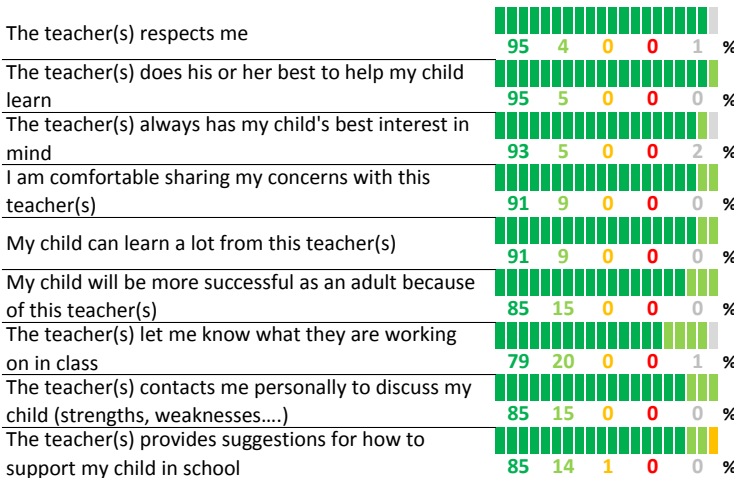 The teacher(s) respects me
95 4 0 0 1 %
The teacher(s) does his or her best to help my child
learn
95 5 0 0 0 %
The teacher(s) always has my child's best interest in
mind
93 5 0 0 2 %
I am comfortable sharing my concerns with this
teacher(s)
91 9 0 0 0 %
My child can learn a lot from this teacher(s)
91 9 0 0 0 %
My child will be more successful as an adult because
of this teacher(s)
85 15 0 0 0 %
The teacher(s) let me know what they are working
on in class
79 20 0 0 1 %
The teacher(s) contacts me personally to discuss my
child (strengths, weaknesses....)
85 15 0 0 0 %
The teacher(s) provides suggestions for how to
support my child in school
85 14 1 0 0 %